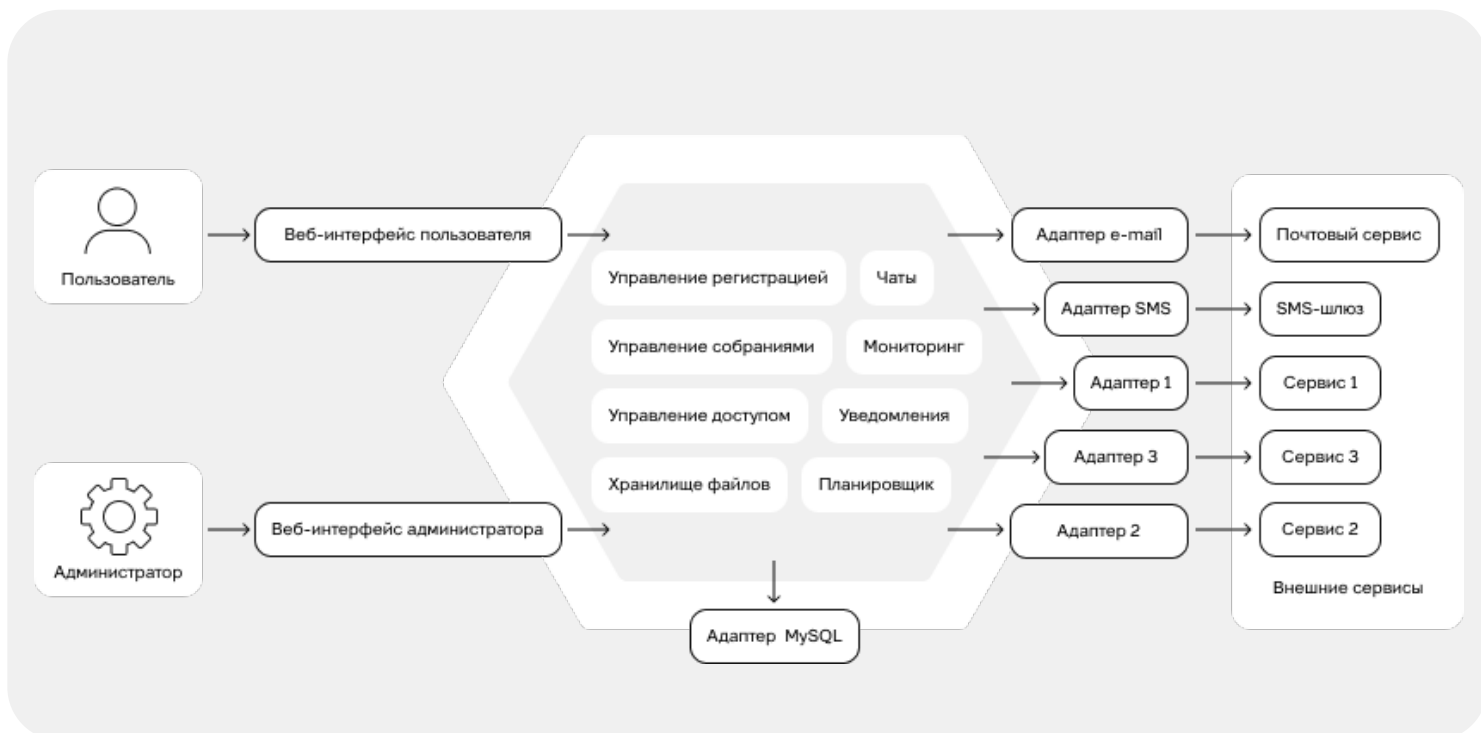 Пользователь
Веб-интерфейс пользователя
Управление регистрацией
Чаты
Управление собраниями
Мониторинг
Управление доступом
Уведомления
Хранилище файлов
Планировщик
Администратор
Веб-интерфейс администратора
Адаптер MySQL
Адаптер e-mail
Почтовый сервис
Адаптер SMS
SMS-шлюз
Адаптер 1
Сервис 1
Адаптер 3
Сервис 3
Адаптер 2
Сервис 2
Внешние сервисы